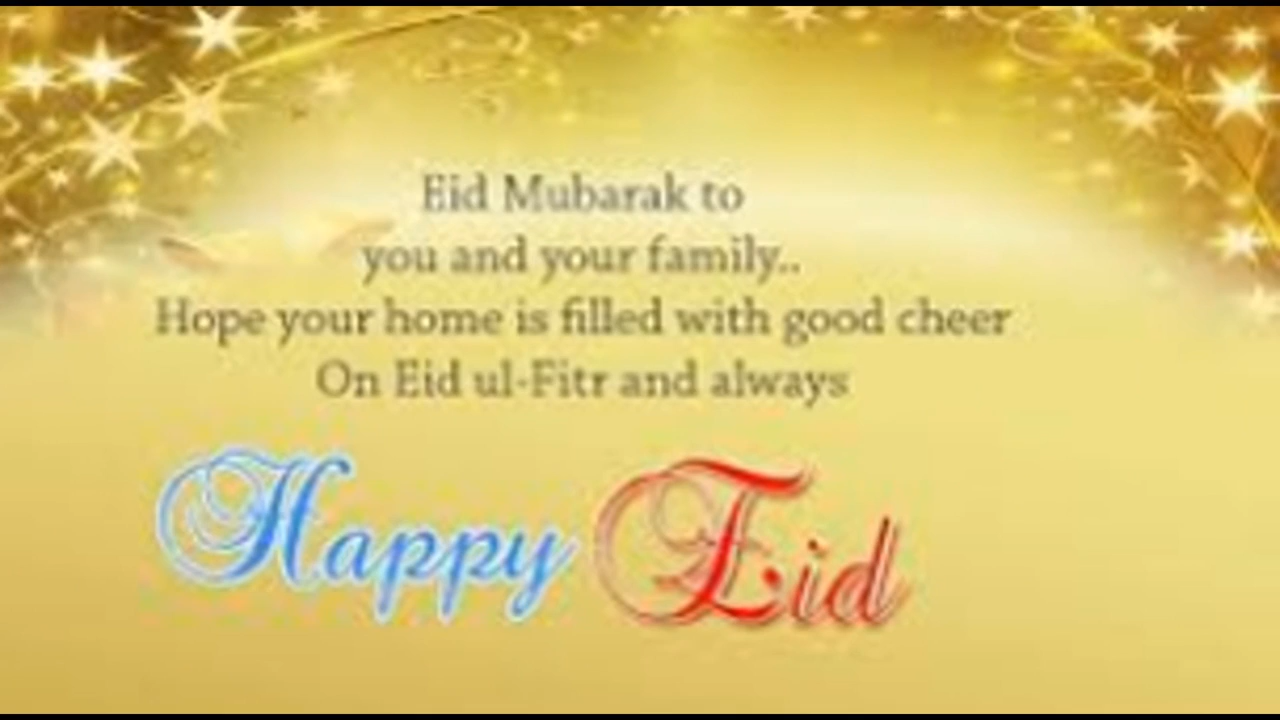 Eid Mubarak to
you and your family..
Hope your home is filled with good cheer
On Eid ul-Fitr and always
Happy Eid